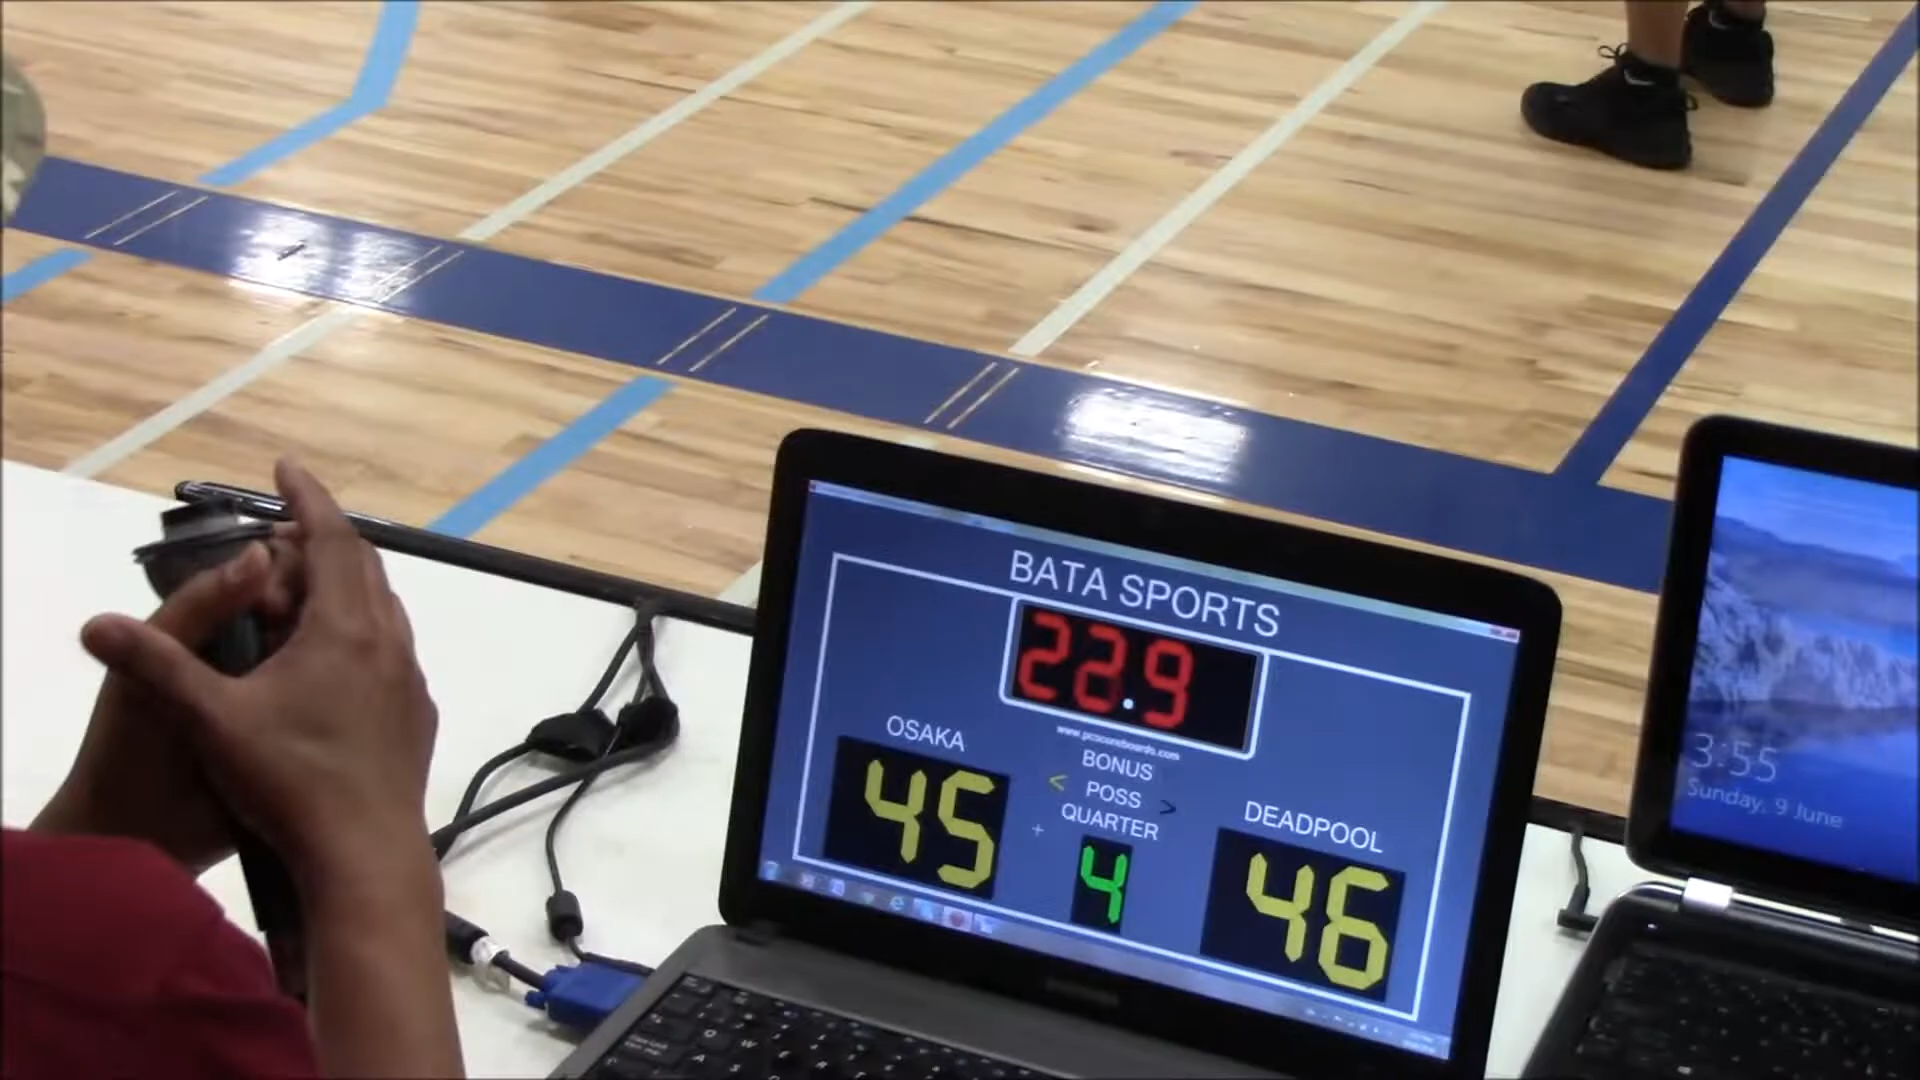 BATA SPORTS
22.9
www.pcscoreboards.com
OSAKA
BONUS
< POSS >
QUARTER
DEADPOOL
45
+
4
46
3:55
Sunday, 9 June